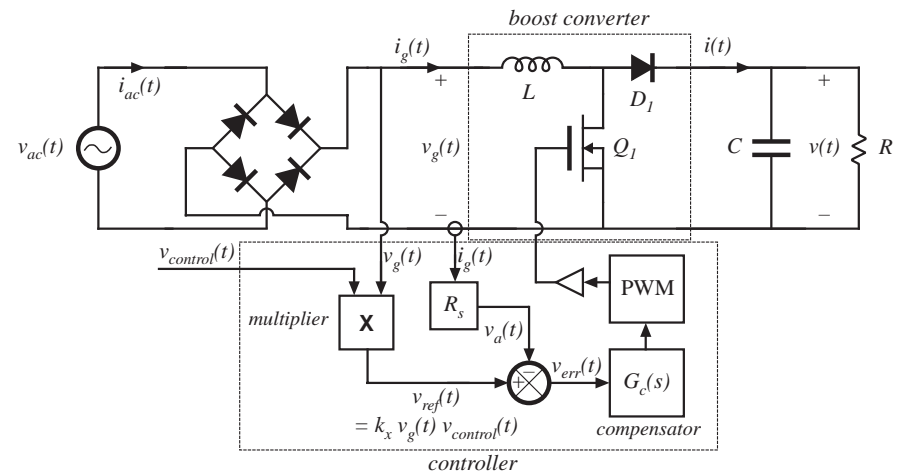 boost converter
i_g(t)
i(t)
i_ac(t)
+
L
D_1
+
v_ac(t)
v_g(t)
Q_1
C
v(t)
R
–
–
v_control(t)
v_g(t)
i_g(t)
multiplier
X
R_s
PWM
v_a(t)
–
+
v_err(t)
G_c(s)
v_ref(t)
= k_x v_g(t) v_control(t)
compensator
controller